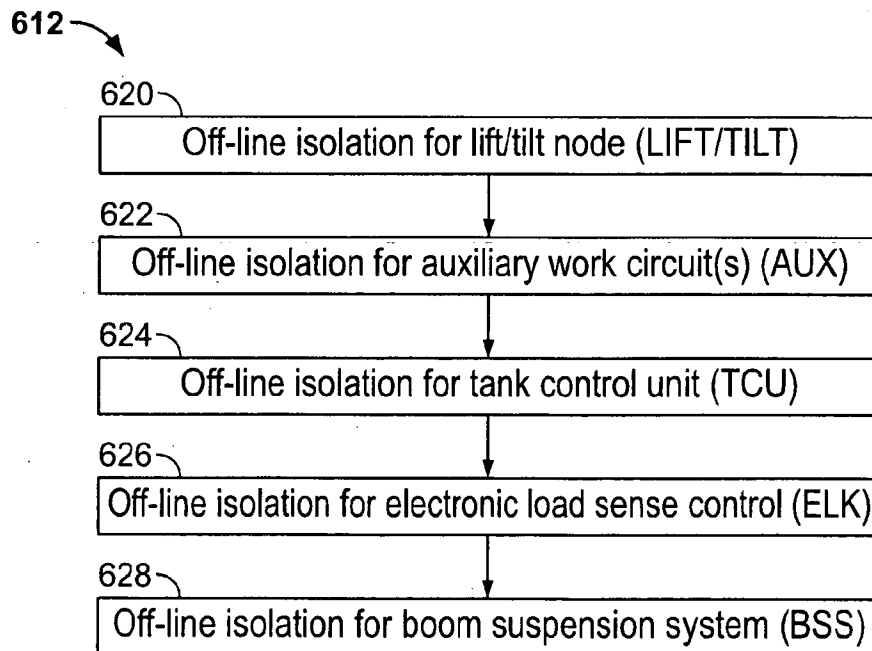 612
620
Off-line isolation for lift/tilt node (LIFT/TILT)
622
Off-line isolation for auxiliary work circuit(s) (AUX)
624
Off-line isolation for tank control unit (TCU)
626
Off-line isolation for electronic load sense control (ELK)
628
Off-line isolation for boom suspension system (BSS)